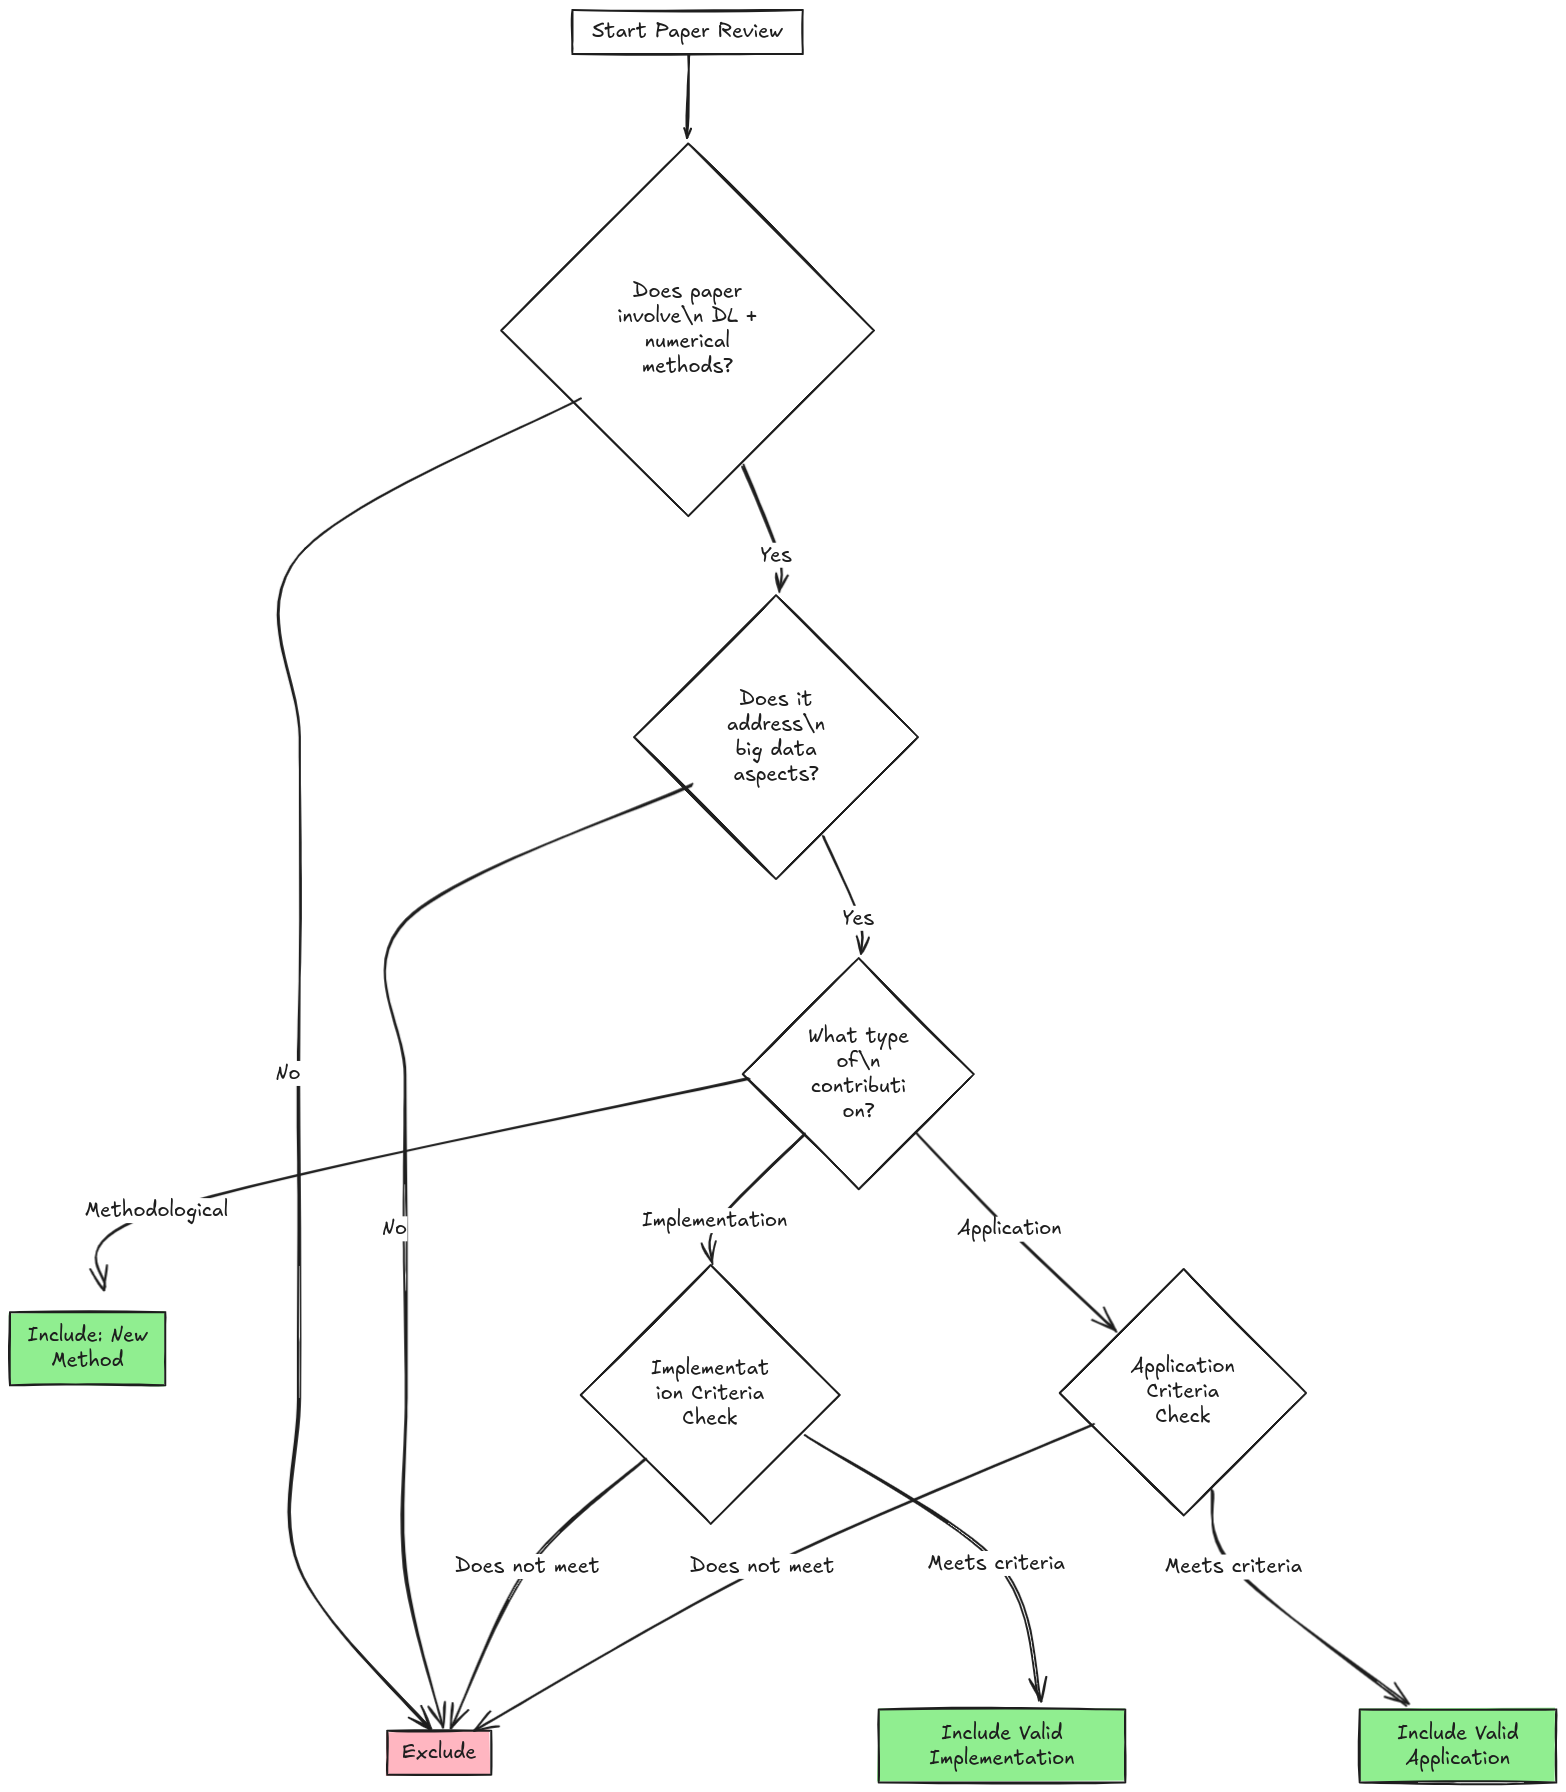 Start Paper Review
Does paper
involve\n DL +
numerical
methods?
Yes
Does it
address\n
big data
aspects?
Yes
What type
of\n
contributi
on?
No
Methodological
No
Implementation
Application
Include: New
Method
Implementat
ion Criteria
Check
Application
Criteria
Check
Does not meet
Does not meet
Meets criteria
Meets criteria
Exclude
Include Valid
Implementation
Include Valid
Application